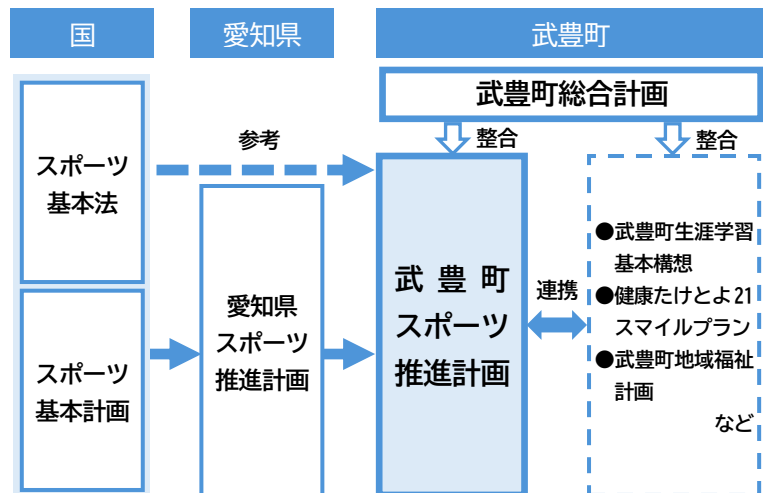 国
愛知県
武豊町
武豊町総合計画
整合
整合
参考
スポーツ
基本法
スポーツ
基本計画
愛知県
スポーツ
推進計画
武豊町
スポーツ
推進計画
連携
●武豊町生涯学習
基本構想
●健康たけとよ21
スマイルプラン
●武豊町地域福祉
計画
など